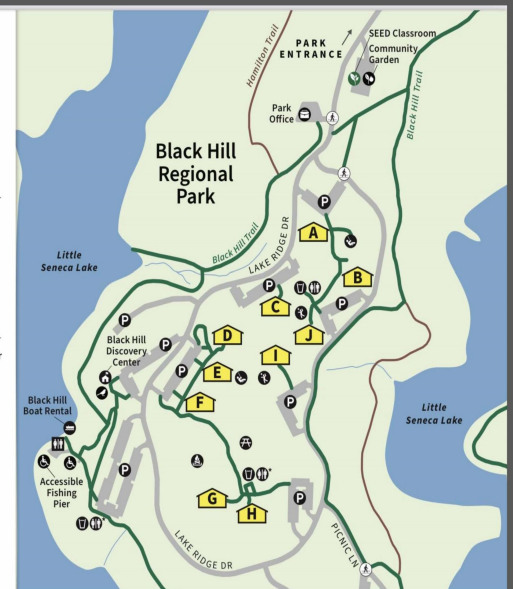 PARK
ENTRANCE
SEED Classroom
Community
Garden
Hamilton Trail
Black Hill Trail
Park
Office
Black Hill
Regional
Park
P
A
Black Hill Trail
LAKE RIDGE DR
Little
Seneca Lake
B
P
C
P
J
P
D
I
Black Hill
Discovery
Center
P
E
P
F
P
Black Hill
Boat Rental
Little
Seneca Lake
Accessible
Fishing
Pier
P
G
H
P
*
*
LAKE RIDGE DR
PICNIC LN